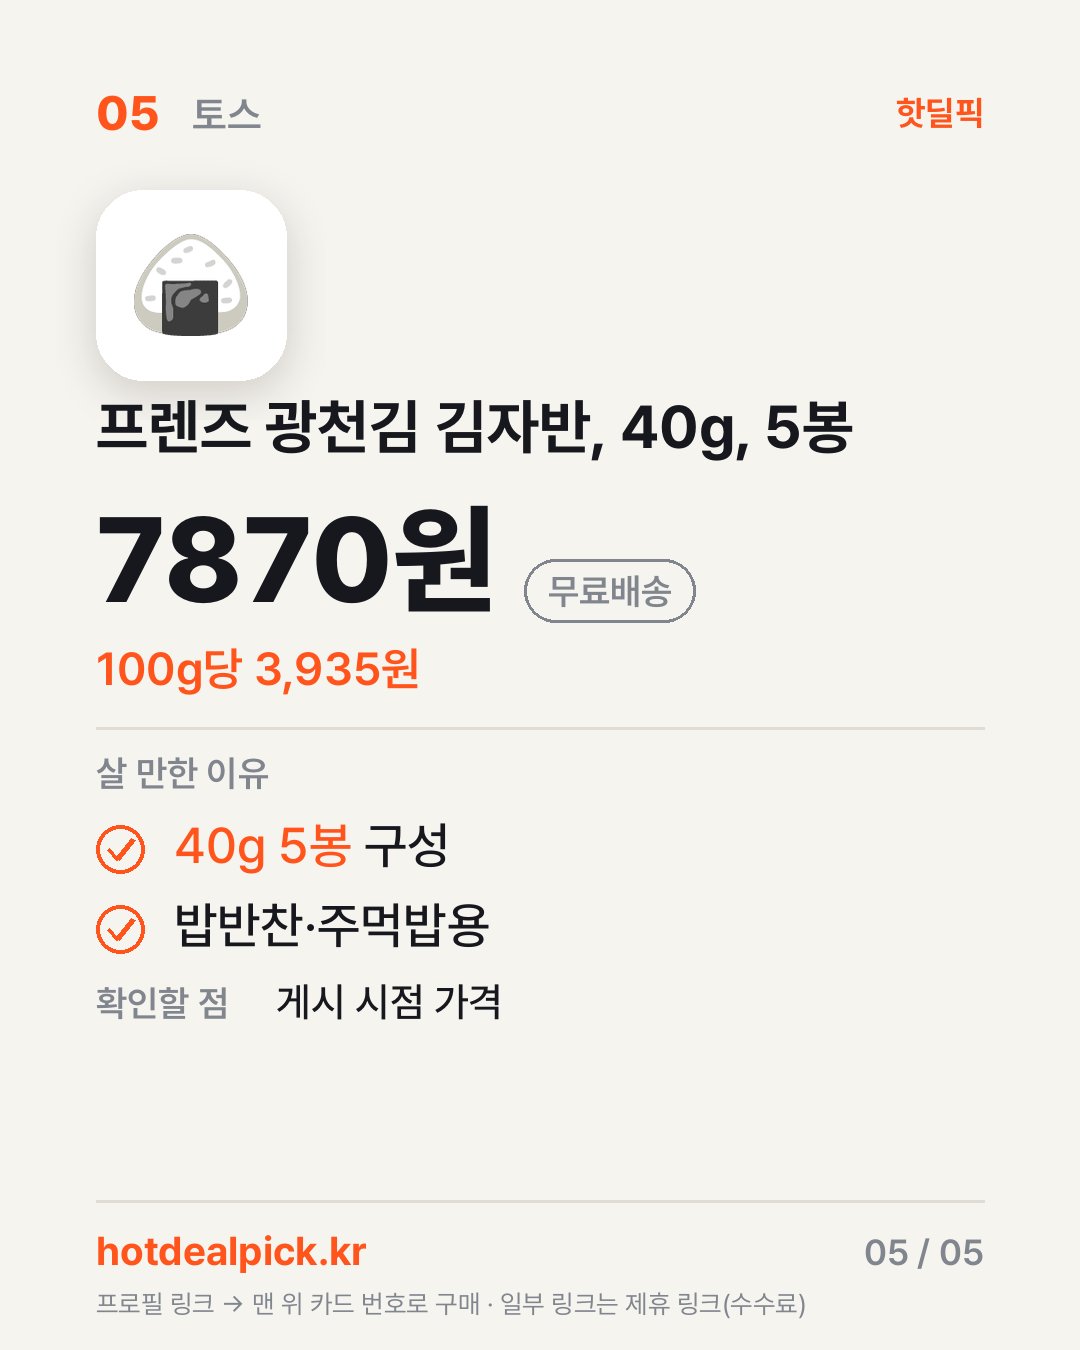 05 토스
핫딜픽
프렌즈 광천김 김자반, 40g, 5봉
7870원 무료배송
100g당 3,935원
살 만한 이유
40g 5봉 구성
밥반찬·주먹밥용
확인할 점 게시 시점 가격
hotdealpick.kr
05 / 05
프로필 링크 → 맨 위 카드 번호로 구매 · 일부 링크는 제휴 링크(수수료)